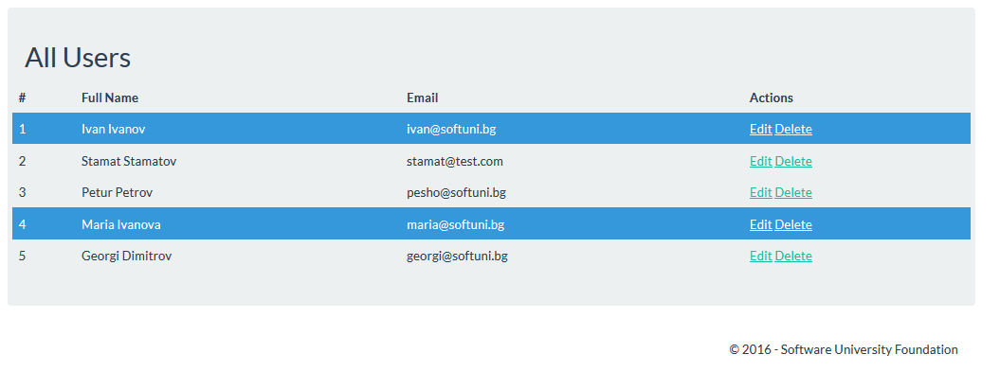 All Users
# Full Name Email Actions
1 Ivan Ivanov ivan@softuni.bg Edit Delete
2 Stamat Stamatov stamat@test.com Edit Delete
3 Petur Petrov pesho@softuni.bg Edit Delete
4 Maria Ivanova maria@softuni.bg Edit Delete
5 Georgi Dimitrov georgi@softuni.bg Edit Delete
© 2016 - Software University Foundation